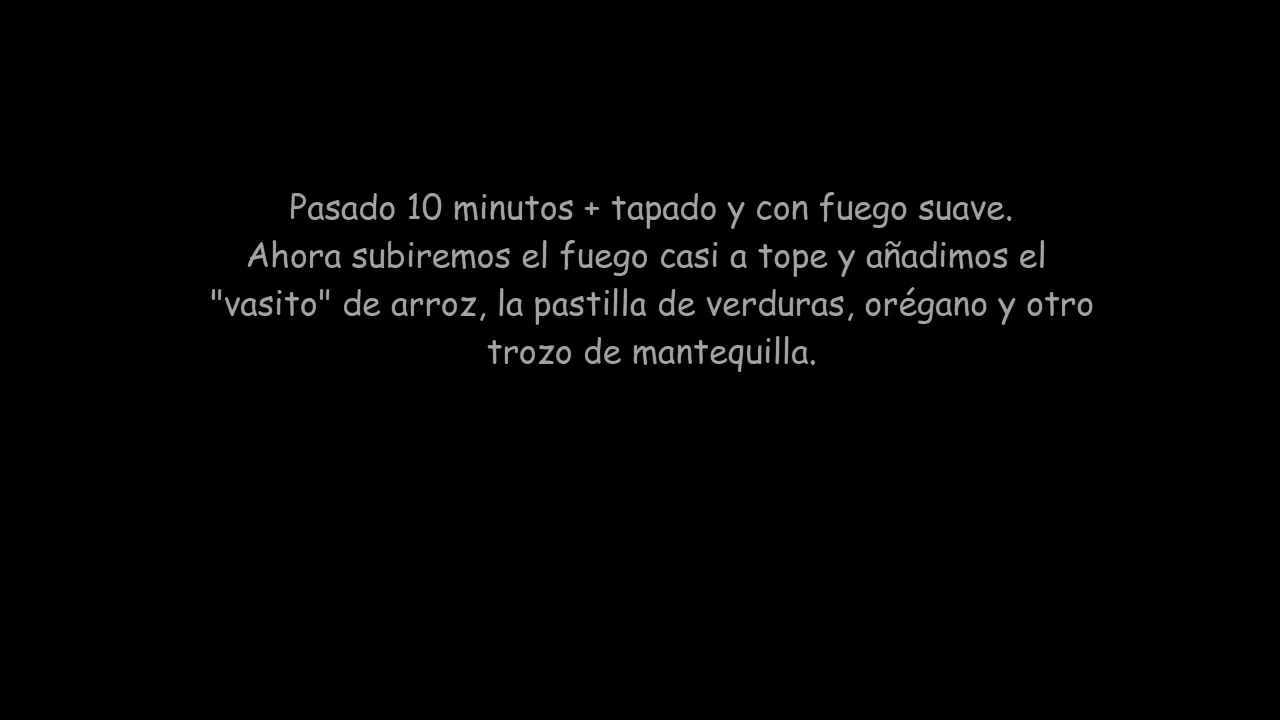 Pasado 10 minutos + tapado y con fuego suave.
Ahora subiremos el fuego casi a tope y añadimos el
"vasito" de arroz, la pastilla de verduras, orégano y otro
trozo de mantequilla.